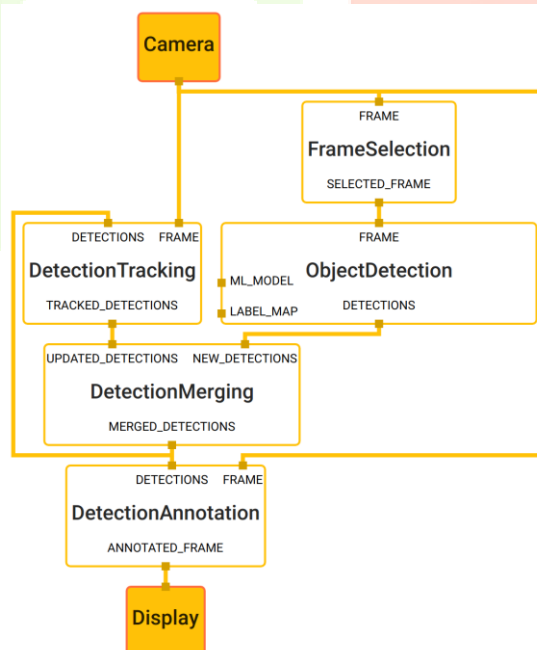 Camera
FRAME
FrameSelection
SELECTED_FRAME
DETECTIONS FRAME
DetectionTracking
TRACKED_DETECTIONS
FRAME
ML_MODEL
ObjectDetection
LABEL_MAP
DETECTIONS
UPDATED_DETECTIONS NEW_DETECTIONS
DetectionMerging
MERGED_DETECTIONS
DETECTIONS FRAME
DetectionAnnotation
ANNOTATED_FRAME
Display